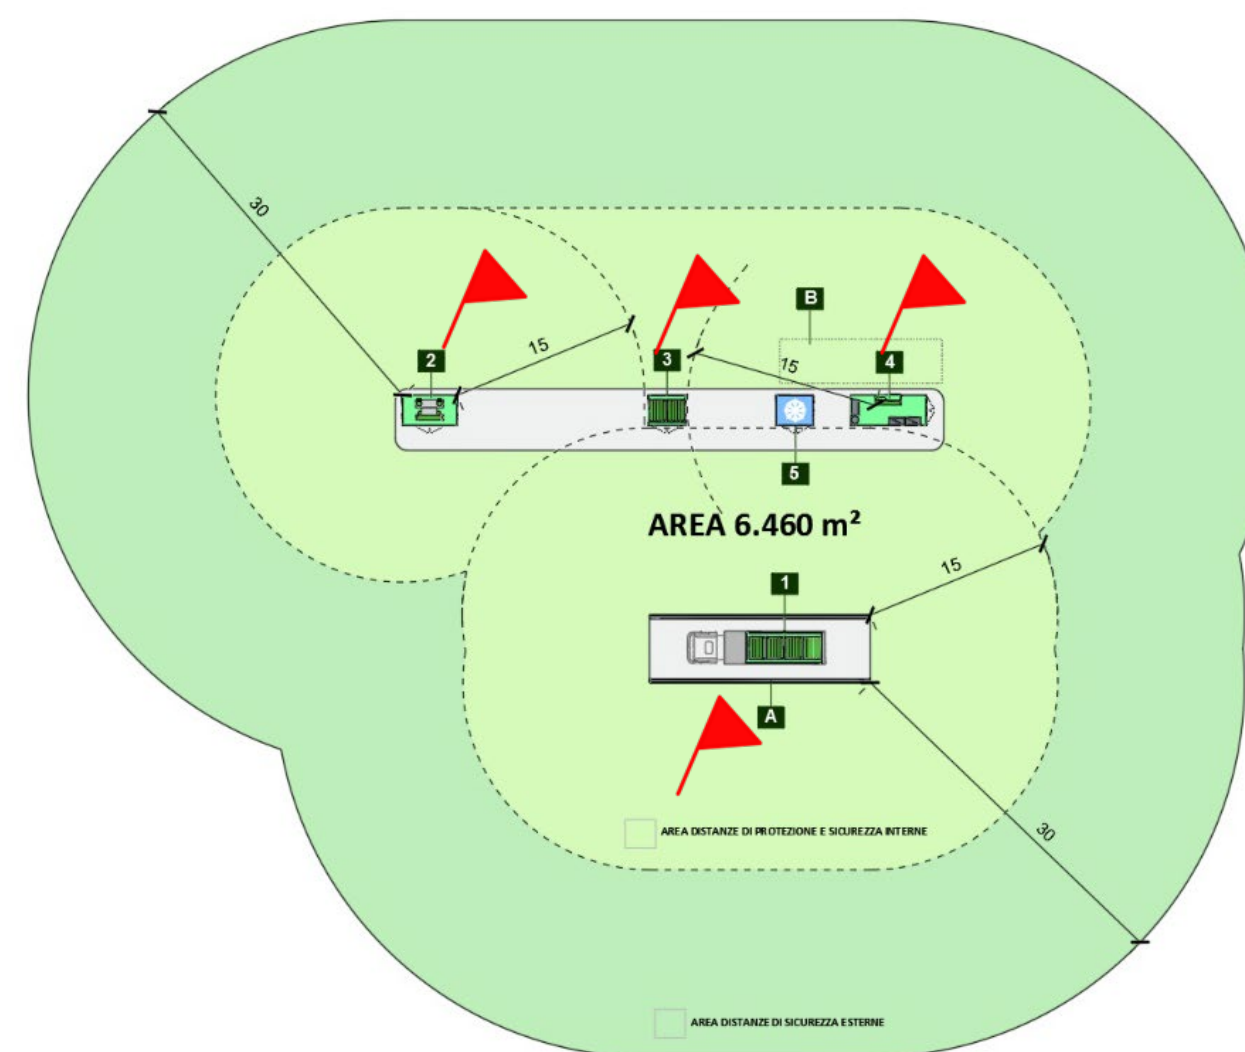 30
B
15
2
3
15
4
5
AREA 6.460 m²
15
1
A
30
AREA DISTANZE DI PROTEZIONE E SICUREZZA INTERNE
AREA DISTANZE DI SICUREZZA ESTERNE